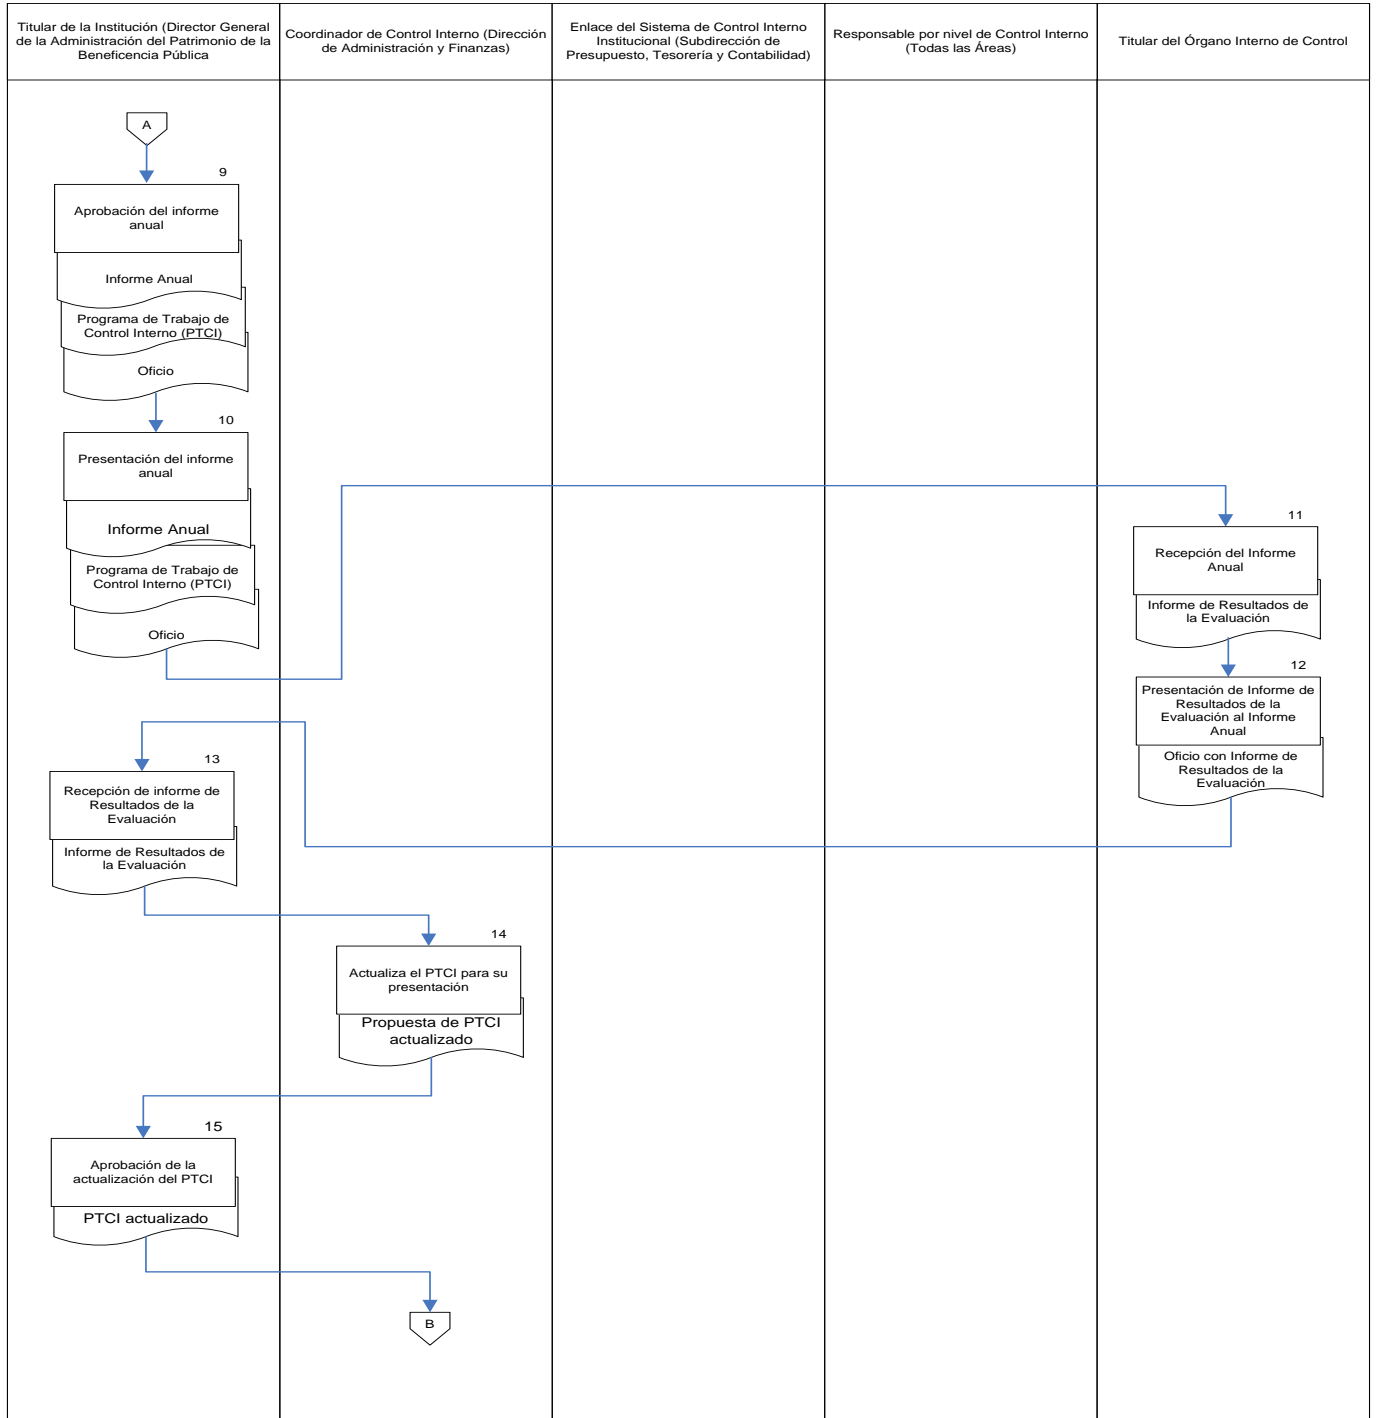 Titular de la Institución (Director General
de la Administración del Patrimonio de la
Beneficencia Pública
Coordinador de Control Interno (Dirección
de Administración y Finanzas)
Enlace del Sistema de Control Interno
Institucional (Subdirección de
Presupuesto, Tesorería y Contabilidad)
Responsable por nivel de Control Interno
(Todas las Áreas)
Titular del Órgano Interno de Control
A
9
Aprobación del informe
anual
Informe Anual
Programa de Trabajo de
Control Interno (PTCI)
Oficio
10
Presentación del informe
anual
Informe Anual
Programa de Trabajo de
Control Interno (PTCI)
Oficio
11
Recepción del Informe
Anual
Informe de Resultados de
la Evaluación
12
Presentación de Informe de
Resultados de la
Evaluación al Informe
Anual
Oficio con Informe de
Resultados de la
Evaluación
13
Recepción de informe de
Resultados de la
Evaluación
Informe de Resultados de
la Evaluación
14
Actualiza el PTCI para su
presentación
Propuesta de PTCI
actualizado
15
Aprobación de la
actualización del PTCI
PTCI actualizado
B